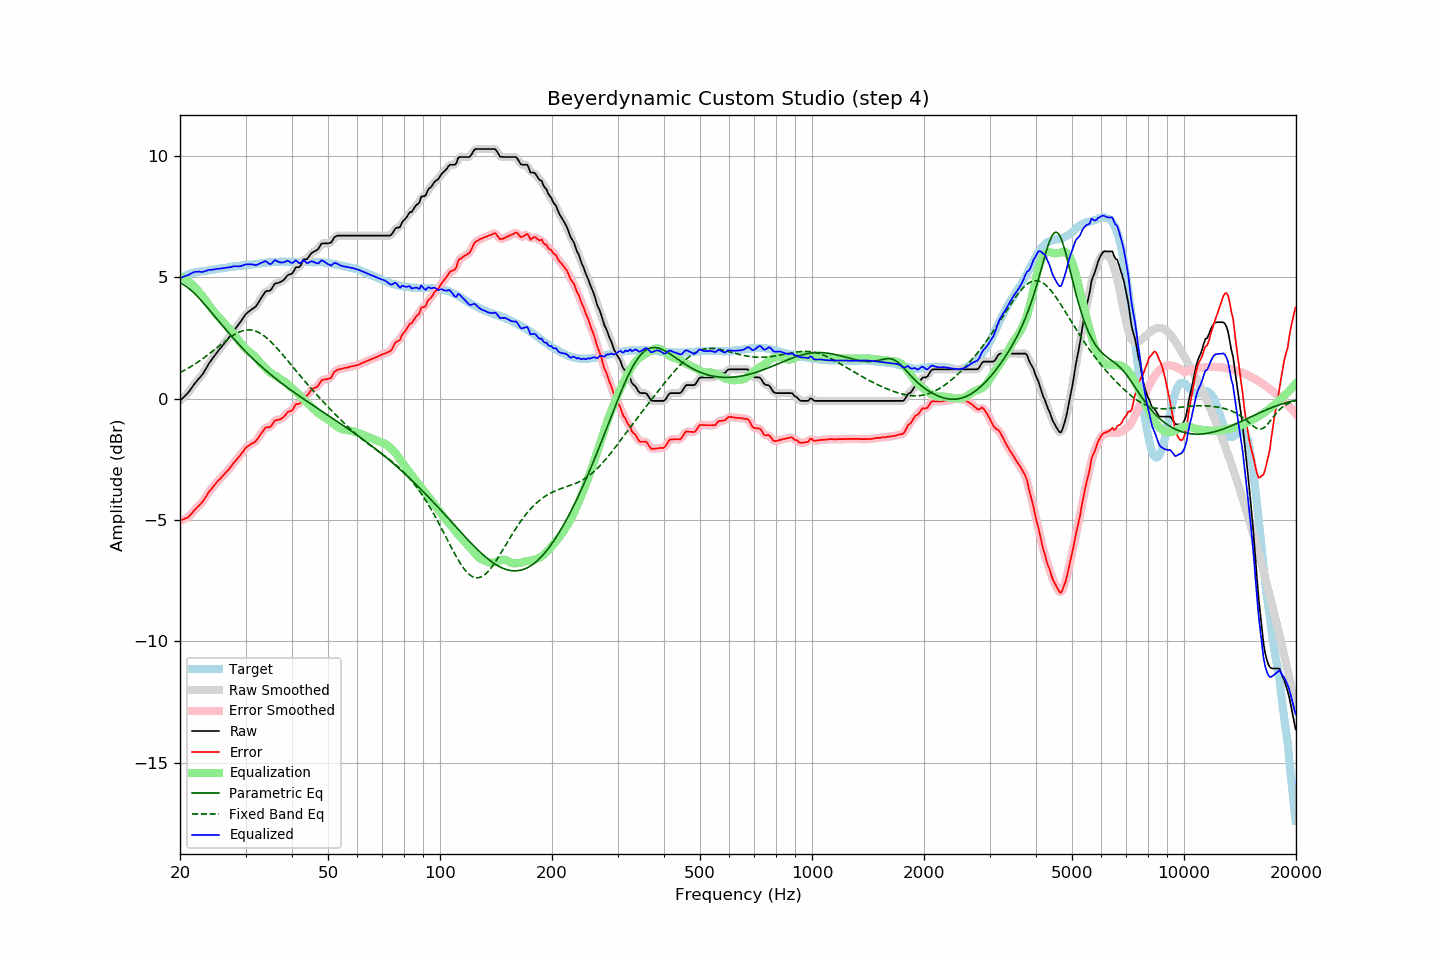 Beyerdynamic Custom Studio (step 4)
10
5
0
−5
−10
−15
Amplitude (dBr)
Target
Raw Smoothed
Error Smoothed
Raw
Error
Equalization
Parametric Eq
Fixed Band Eq
Equalized
20 50 100 200 500 1000 2000 5000 10000 20000
Frequency (Hz)